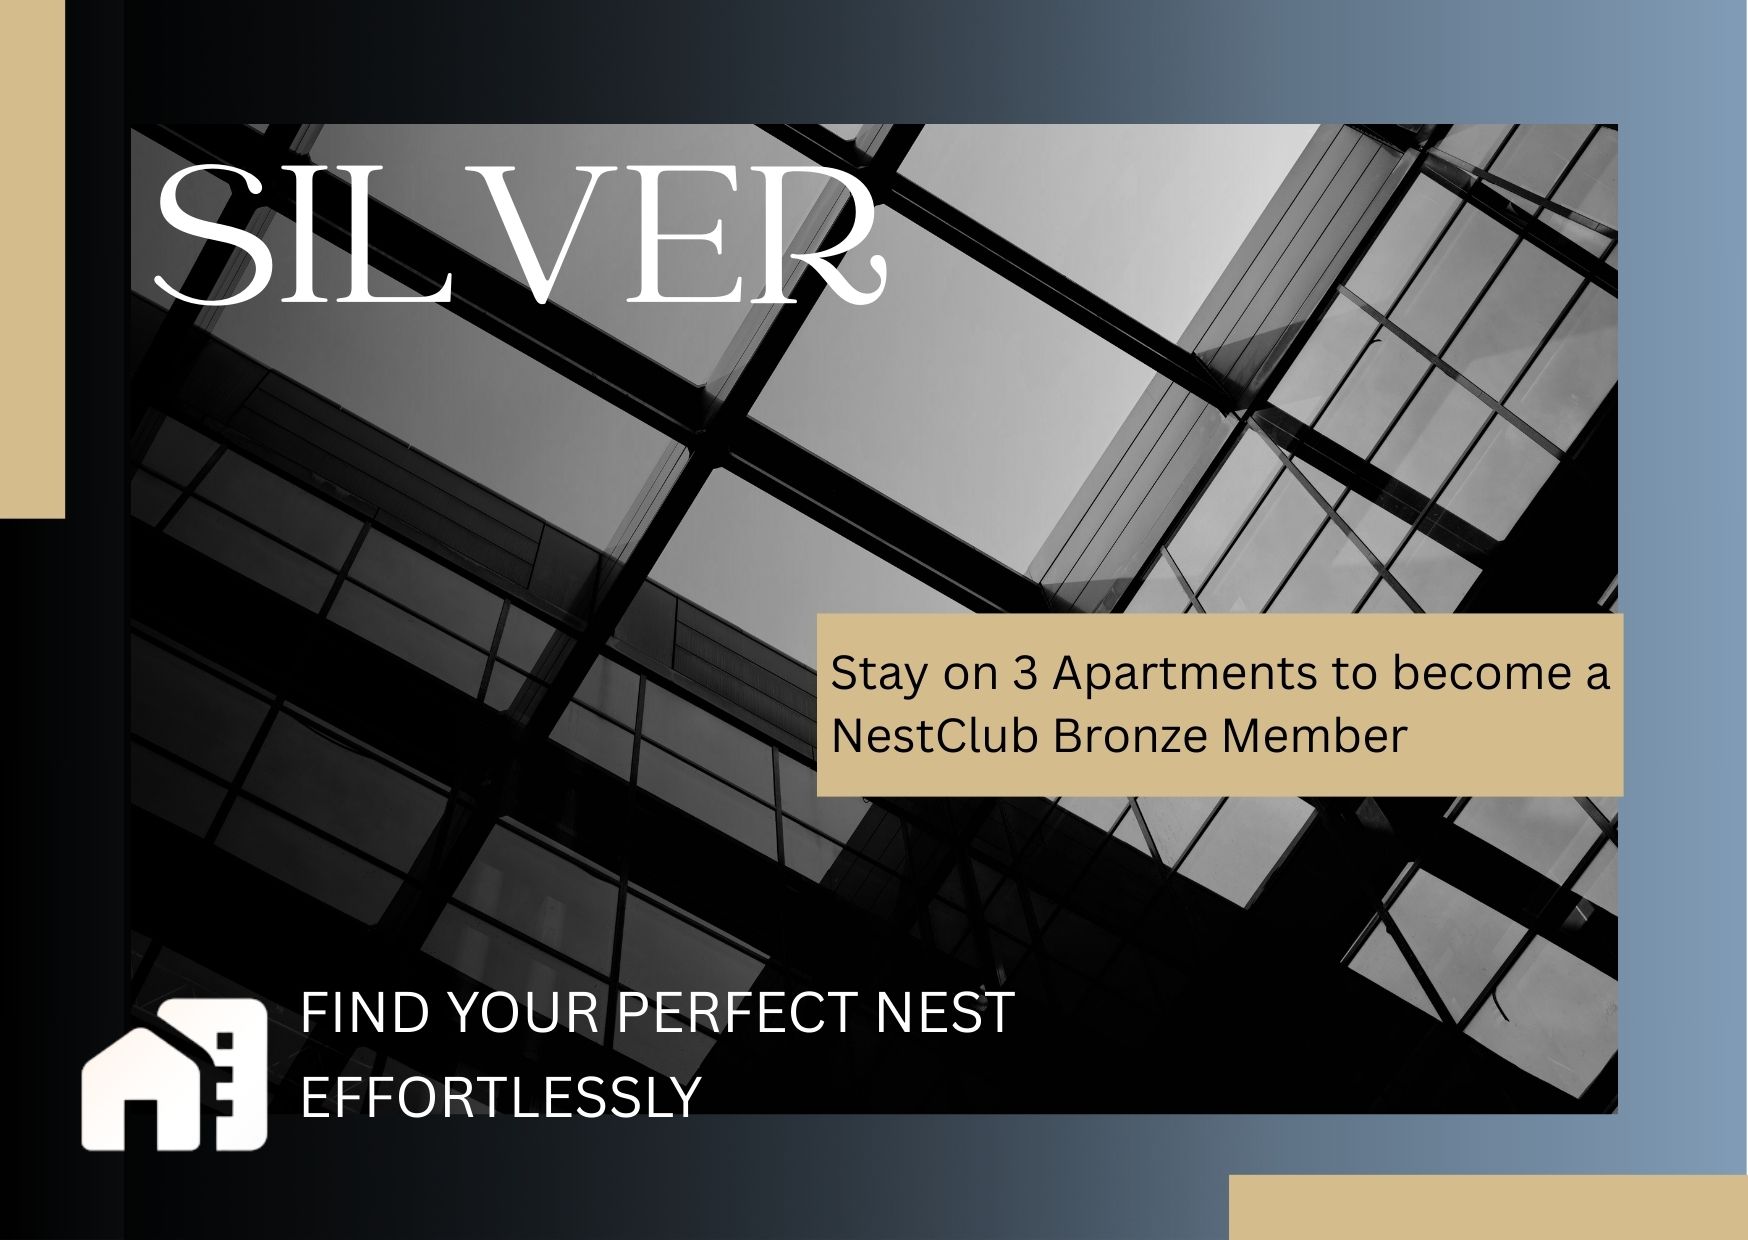 SILVER
Stay on 3 Apartments to become a
NestClub Bronze Member
FIND YOUR PERFECT NEST
EFFORTLESSLY